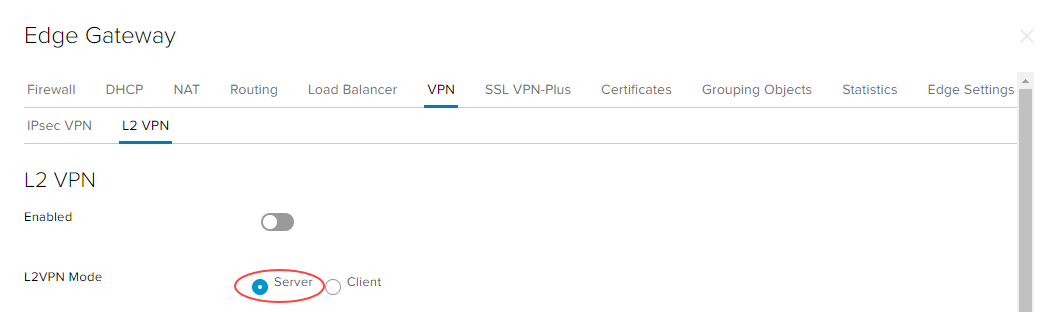 Edge Gateway
Firewall DHCP NAT Routing Load Balancer VPN SSL VPN-Plus Certificates Grouping Objects Statistics Edge Settings
IPsec VPN L2 VPN
L2 VPN
Enabled
L2VPN Mode Server Client